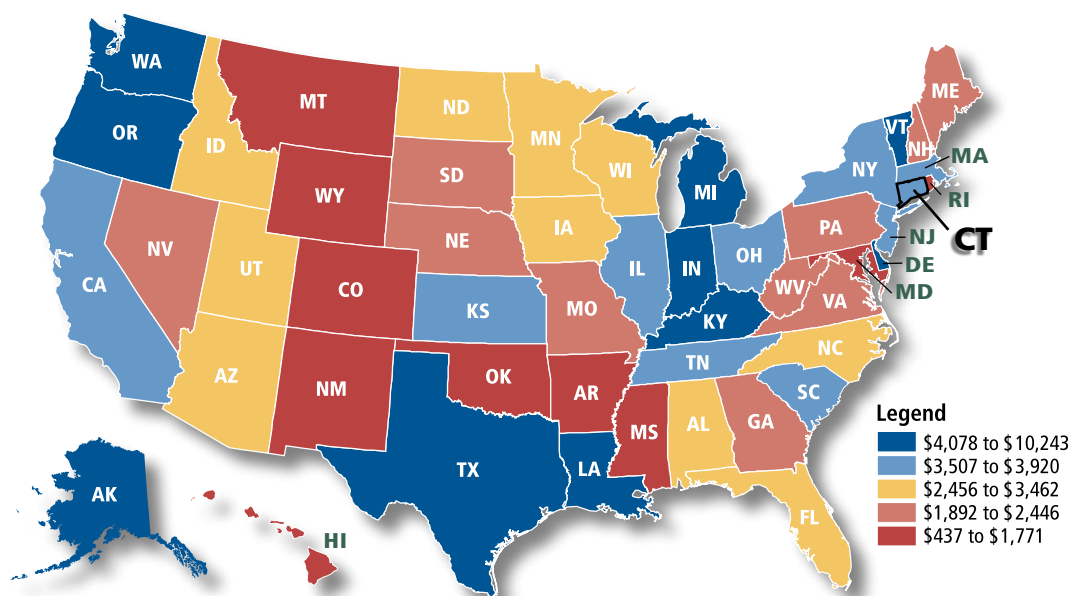 WA
OR
CA
ID
NV
MT
WY
UT
AZ
CO
NM
ND
SD
NE
KS
OK
TX
MN
IA
MO
AR
LA
WI
IL
MS
MI
IN
KY
TN
AL
OH
GA
FL
SC
NC
VA
WV
PA
NY
VT
NH
ME
MA
RI
CT
NJ
DE
MD
AK
HI
Legend
$4,078 to $10,243
$3,507 to $3,920
$2,456 to $3,462
$1,892 to $2,446
$437 to $1,771